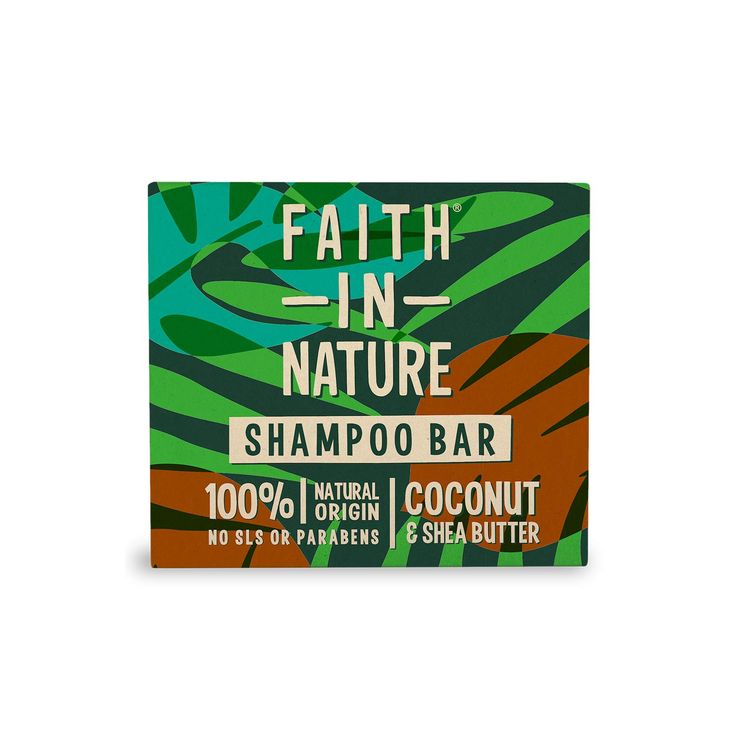 FAITH®
—IN—
NATURE
SHAMPOO BAR
100% | NATURAL ORIGIN
NO SLS OR PARABENS
COCONUT
& SHEA BUTTER